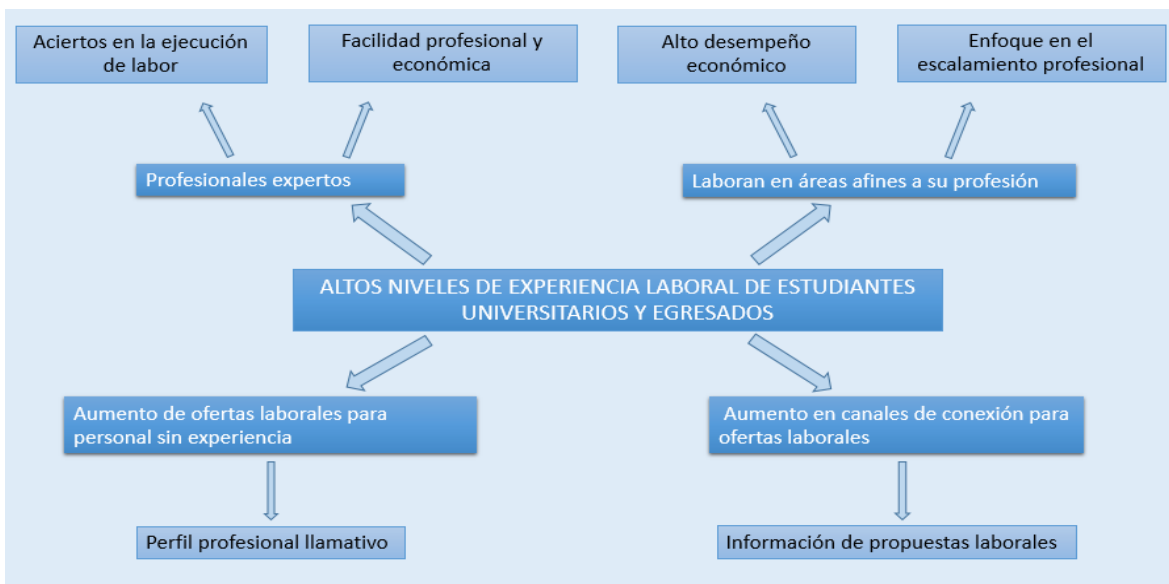 Aciertos en la ejecución
de labor
Facilidad profesional y
económica
Alto desempeño
económico
Enfoque en el
escalamiento profesional
Profesionales expertos
Laboran en áreas afines a su profesión
ALTOS NIVELES DE EXPERIENCIA LABORAL DE ESTUDIANTES
UNIVERSITARIOS Y EGRESADOS
Aumento de ofertas laborales para
personal sin experiencia
Aumento en canales de conexión para
ofertas laborales
Perfil profesional llamativo
Información de propuestas laborales